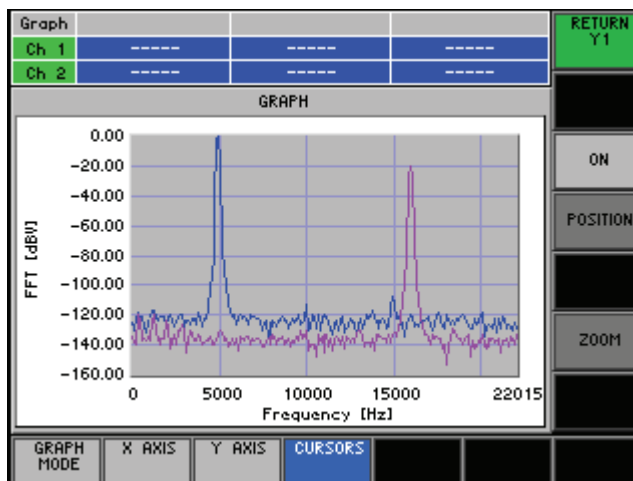 Graph
Ch 1 ----- ----- -----
Ch 2 ----- ----- -----
RETURN
Y1
ON
POSITION
ZOOM
GRAPH
FFT [dBV]
0.00
-20.00
-40.00
-60.00
-80.00
-100.00
-120.00
-140.00
-160.00
0 5000 10000 15000 22015
Frequency [Hz]
GRAPH
MODE
X AXIS
Y AXIS
CURSORS